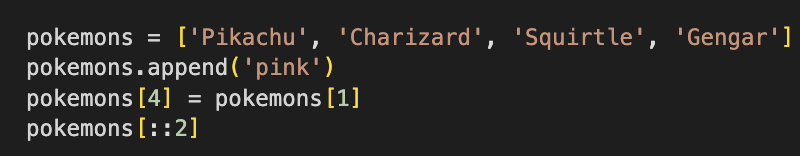 pokemons = ['Pikachu', 'Charizard', 'Squirtle', 'Gengar']
pokemons.append('pink')
pokemons[4] = pokemons[1]
pokemons[::2]